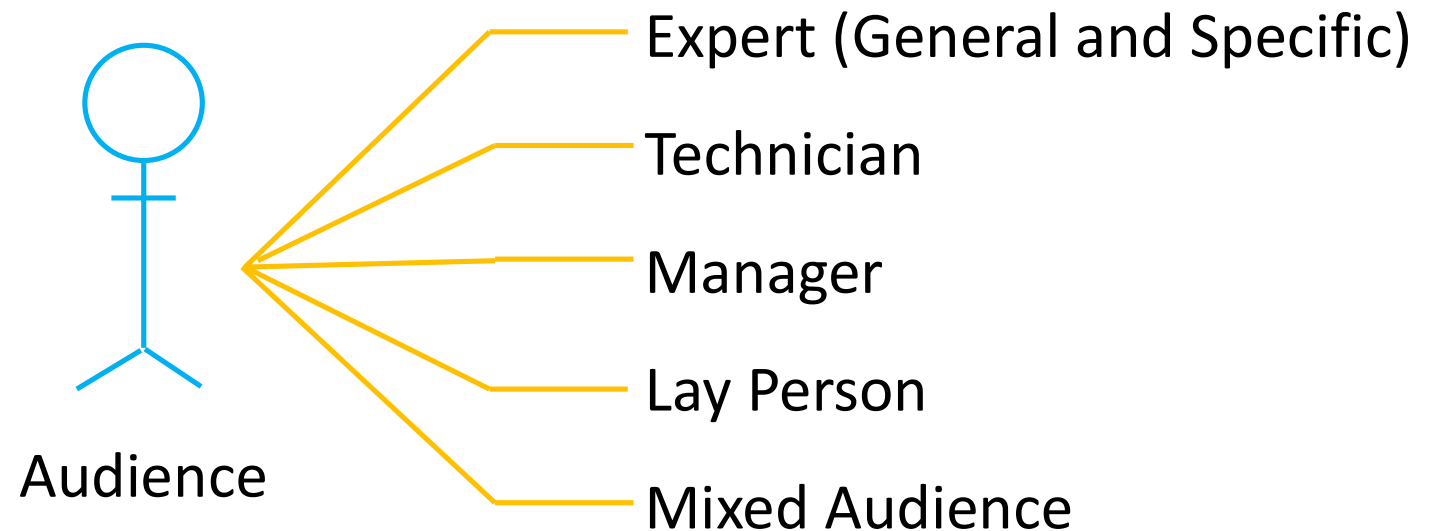 Expert (General and Specific)
Technician
Manager
Lay Person
Audience
Mixed Audience